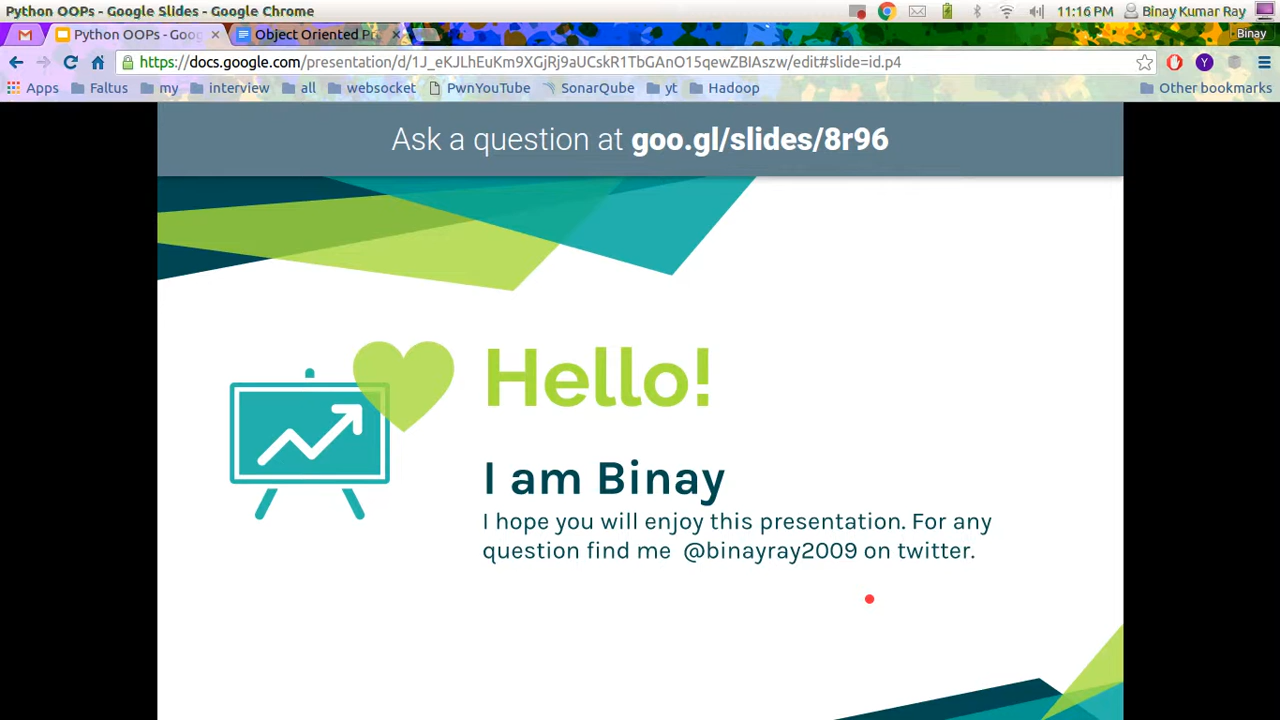 Python OOPs - Google Slides - Google Chrome
11:16 PM
Binay Kumar Ray
Python OOPs - Goog
Object Oriented Pr
Binay
https://docs.google.com/presentation/d/1J_eKJLhEuKm9XGjRj9aUCskR1TbGAnO15qewZBIAszw/edit#slide=id.p4
Y
Apps Faltus my interview all websocket PwnYouTube SonarQube yt Hadoop Other bookmarks
Ask a question at goo.gl/slides/8r96
Hello!
I am Binay
I hope you will enjoy this presentation. For any
question find me @binayray2009 on twitter.